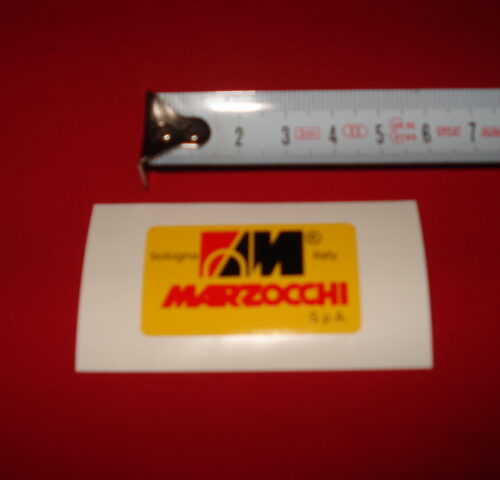 2 3 4 5 6 7
bologna M ® italy
MARZOCCHI
S.p.A.